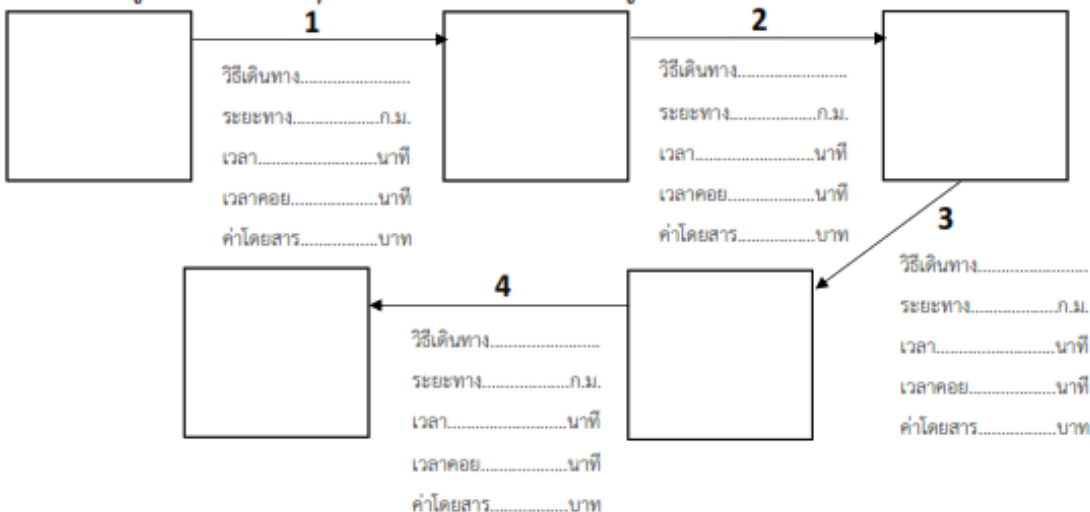 1
วิธีเดินทาง..........................
ระยะทาง.....................ก.ม.
เวลา............................นาที
เวลาคอย....................นาที
ค่าโดยสาร...................บาท
2
วิธีเดินทาง..........................
ระยะทาง.....................ก.ม.
เวลา............................นาที
เวลาคอย....................นาที
ค่าโดยสาร...................บาท
3
วิธีเดินทาง..........................
ระยะทาง.....................ก.ม.
เวลา............................นาที
เวลาคอย....................นาที
ค่าโดยสาร...................บาท
4
วิธีเดินทาง..........................
ระยะทาง.....................ก.ม.
เวลา............................นาที
เวลาคอย....................นาที
ค่าโดยสาร...................บาท